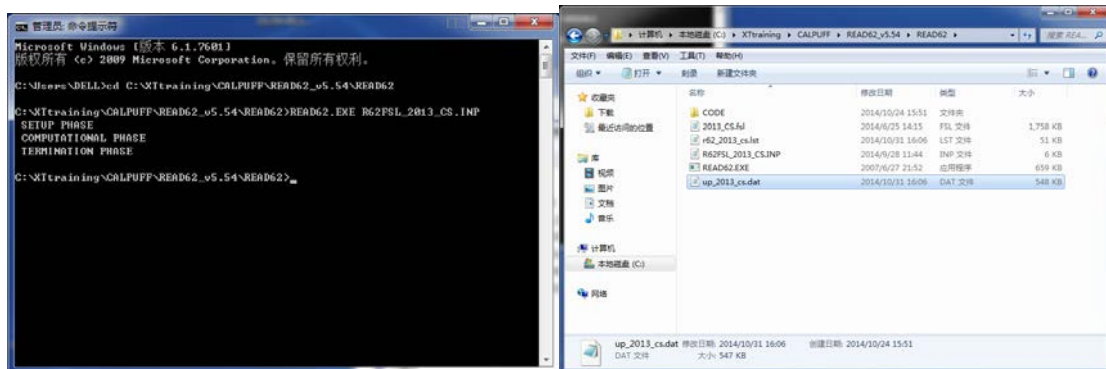 管理员: 命令提示符
Microsoft Windows [版本 6.1.7601]
版权所有 (c) 2009 Microsoft Corporation。保留所有权利。
C:\Users\DELL>cd C:\XTtraining\CALPUFF\READ62_v5.54\READ62
C:\XTtraining\CALPUFF\READ62_v5.54\READ62>READ62.EXE R62FSL_2013_CS.INP
SETUP PHASE
COMPUTATIONAL PHASE
TERMINATION PHASE
C:\XTtraining\CALPUFF\READ62_v5.54\READ62>
计算机 本地磁盘 (C:) XTtraining CALPUFF READ62_v5.54 READ62
搜索 REA...
文件(F) 编辑(E) 查看(V) 工具(T) 帮助(H)
组织 打开 刻录 新建文件夹
名称 修改日期 类型 大小
CODE 2014/10/24 15:51 文件夹
2013_CS.fsl 2014/6/25 14:15 FSL 文件 1,758 KB
r62_2013_cs.lst 2014/10/31 16:06 LST 文件 51 KB
R62FSL_2013_CS.INP 2014/9/28 11:44 INP 文件 6 KB
READ62.EXE 2007/6/27 21:52 应用程序 659 KB
up_2013_cs.dat 2014/10/31 16:06 DAT 文件 548 KB
收藏夹
下载
最近访问的位置
库
视频
图片
文档
音乐
计算机
本地磁盘 (C:)
网络
up_2013_cs.dat 修改日期: 2014/10/31 16:06 创建日期: 2014/10/24 15:51
DAT 文件 大小: 547 KB